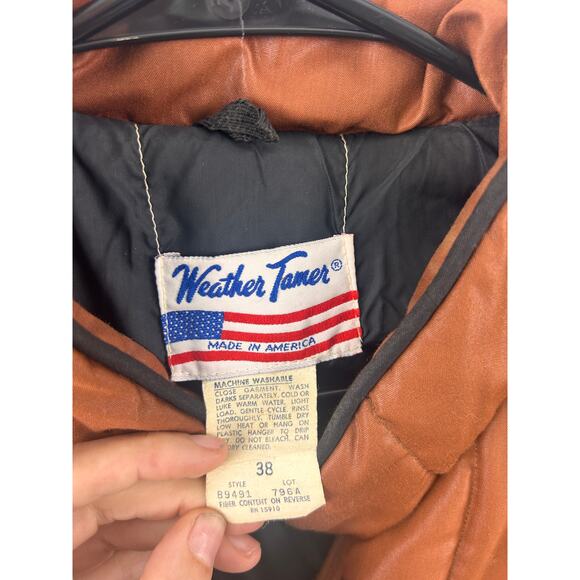 Weather Tamer®
MADE IN AMERICA
MACHINE WASHABLE
CLOSE GARMENT. WASH
DARKS SEPARATELY. COLD OR
LUKE WARM WATER. LIGHT
LOAD. GENTLE CYCLE. RINSE
THOROUGHLY. TUMBLE DRY
LOW HEAT OR HANG ON
PLASTIC HANGER TO DRIP
DO NOT BLEACH. CAN
DRY CLEANED.
38
STYLE LOT
B9491 796A
FIBER CONTENT ON REVERSE
RN 15910